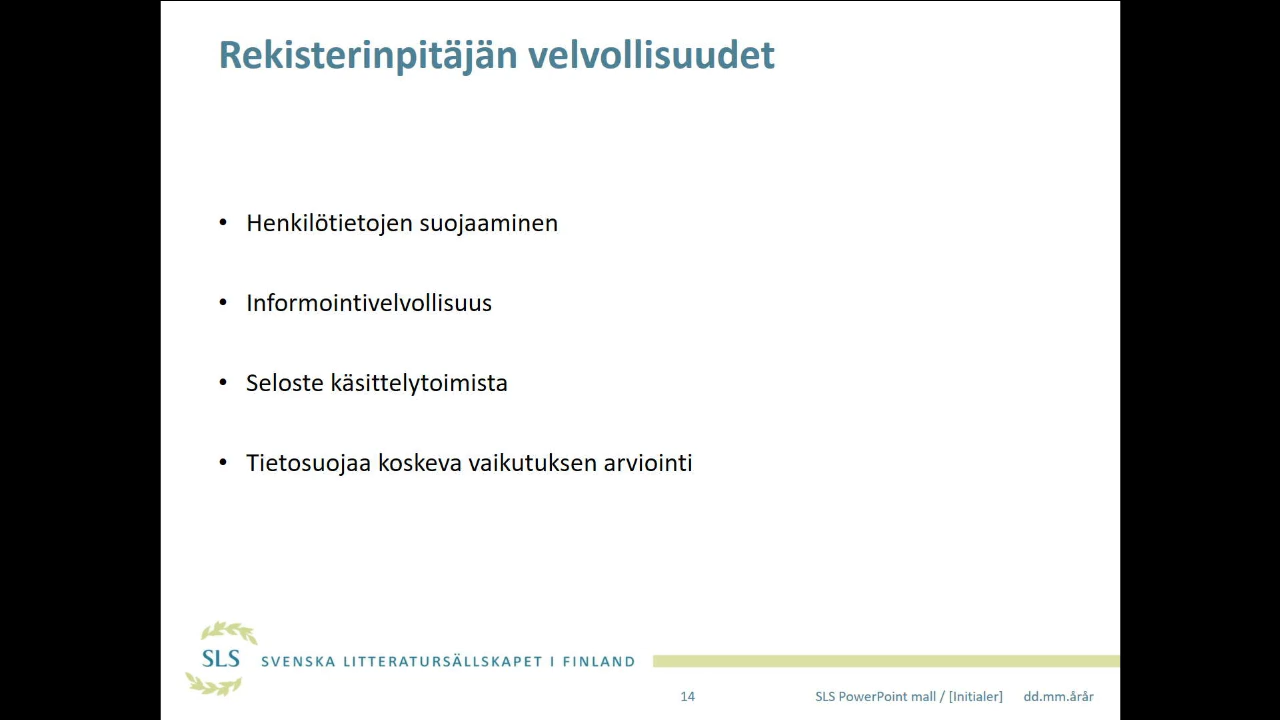 Rekisterinpitäjän velvollisuudet
• Henkilötietojen suojaaminen
• Informointivelvollisuus
• Seloste käsittelytoimista
• Tietosuojaa koskeva vaikutuksen arviointi
SLS SVENSKA LITTERATURSÄLLSKAPET I FINLAND
14 SLS PowerPoint mall / [Initialer] dd.mm.årår